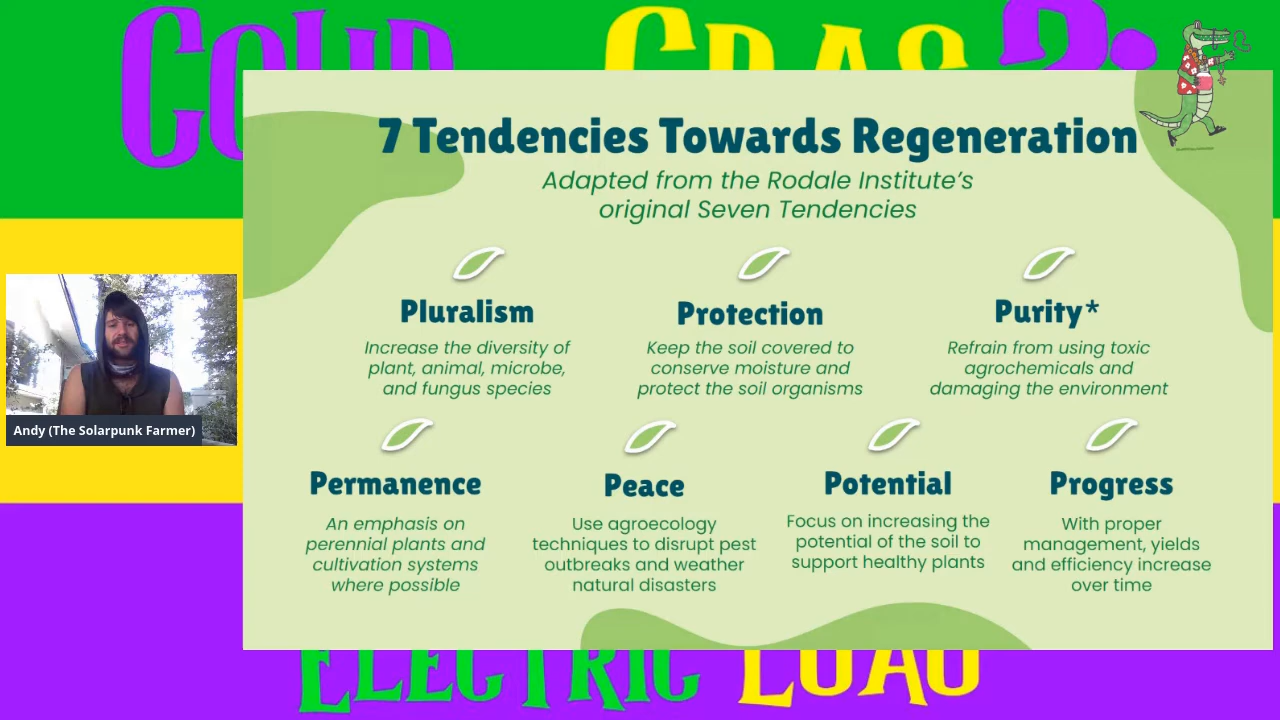 7 Tendencies Towards Regeneration
Adapted from the Rodale Institute's
original Seven Tendencies
Pluralism
Increase the diversity of
plant, animal, microbe,
and fungus species
Protection
Keep the soil covered to
conserve moisture and
protect the soil organisms
Purity*
Refrain from using toxic
agrochemicals and
damaging the environment
Permanence
An emphasis on
perennial plants and
cultivation systems
where possible
Peace
Use agroecology
techniques to disrupt pest
outbreaks and weather
natural disasters
Potential
Focus on increasing the
potential of the soil to
support healthy plants
Progress
With proper
management, yields
and efficiency increase
over time
Andy (The Solarpunk Farmer)
ELECTRIC LUAU